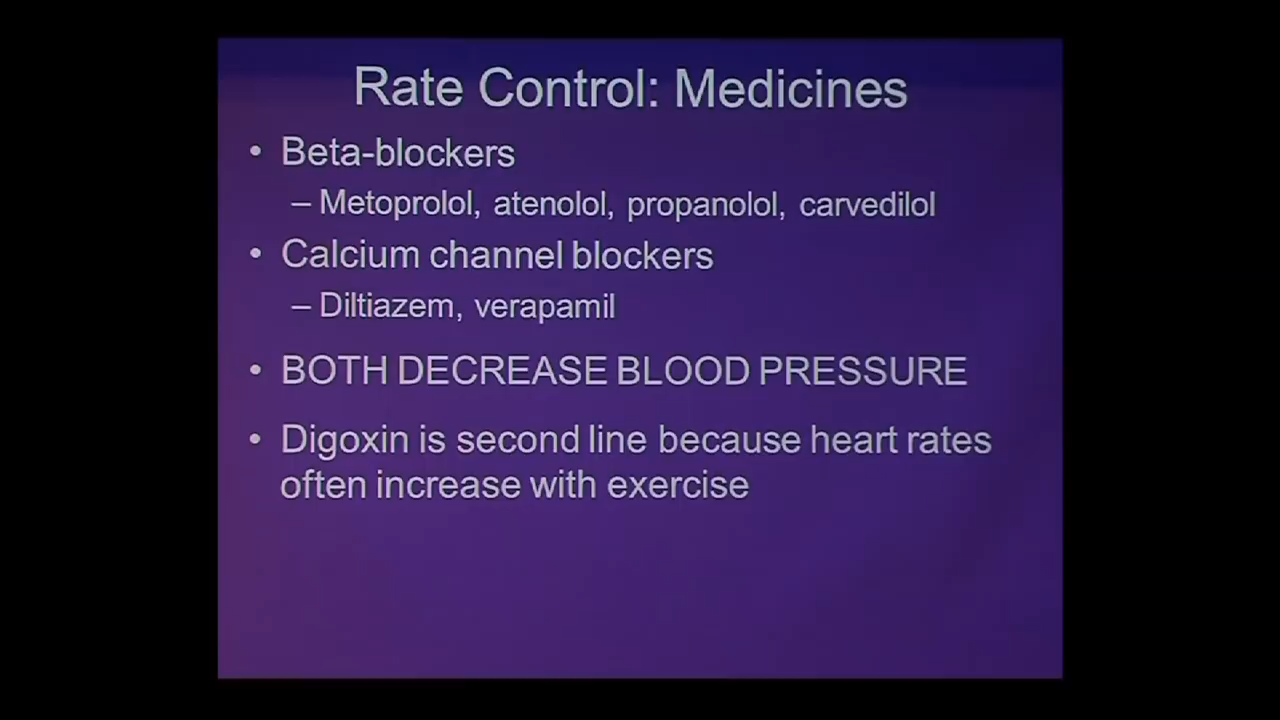 Rate Control: Medicines
• Beta-blockers
– Metoprolol, atenolol, propanolol, carvedilol
• Calcium channel blockers
– Diltiazem, verapamil
• BOTH DECREASE BLOOD PRESSURE
• Digoxin is second line because heart rates
often increase with exercise